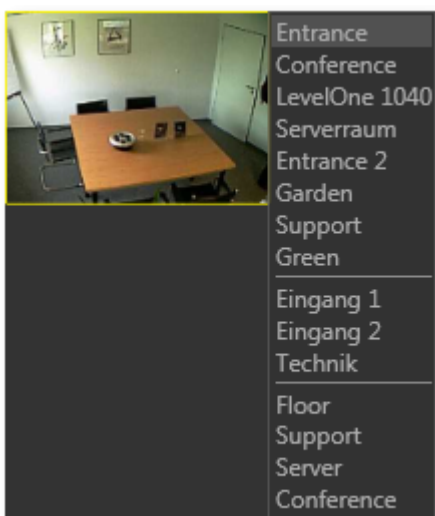 Entrance
Conference
LevelOne 1040
Serverraum
Entrance 2
Garden
Support
Green
Eingang 1
Eingang 2
Technik
Floor
Support
Server
Conference